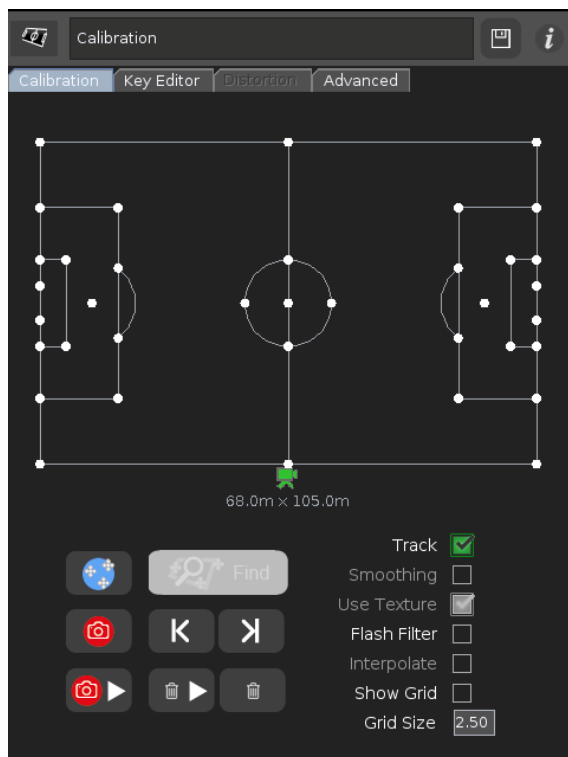 Calibration
i
Calibration Key Editor Distortion Advanced
68.0m × 105.0m
Track
Find Smoothing
Use Texture
Flash Filter
Interpolate
Show Grid
Grid Size 2.50